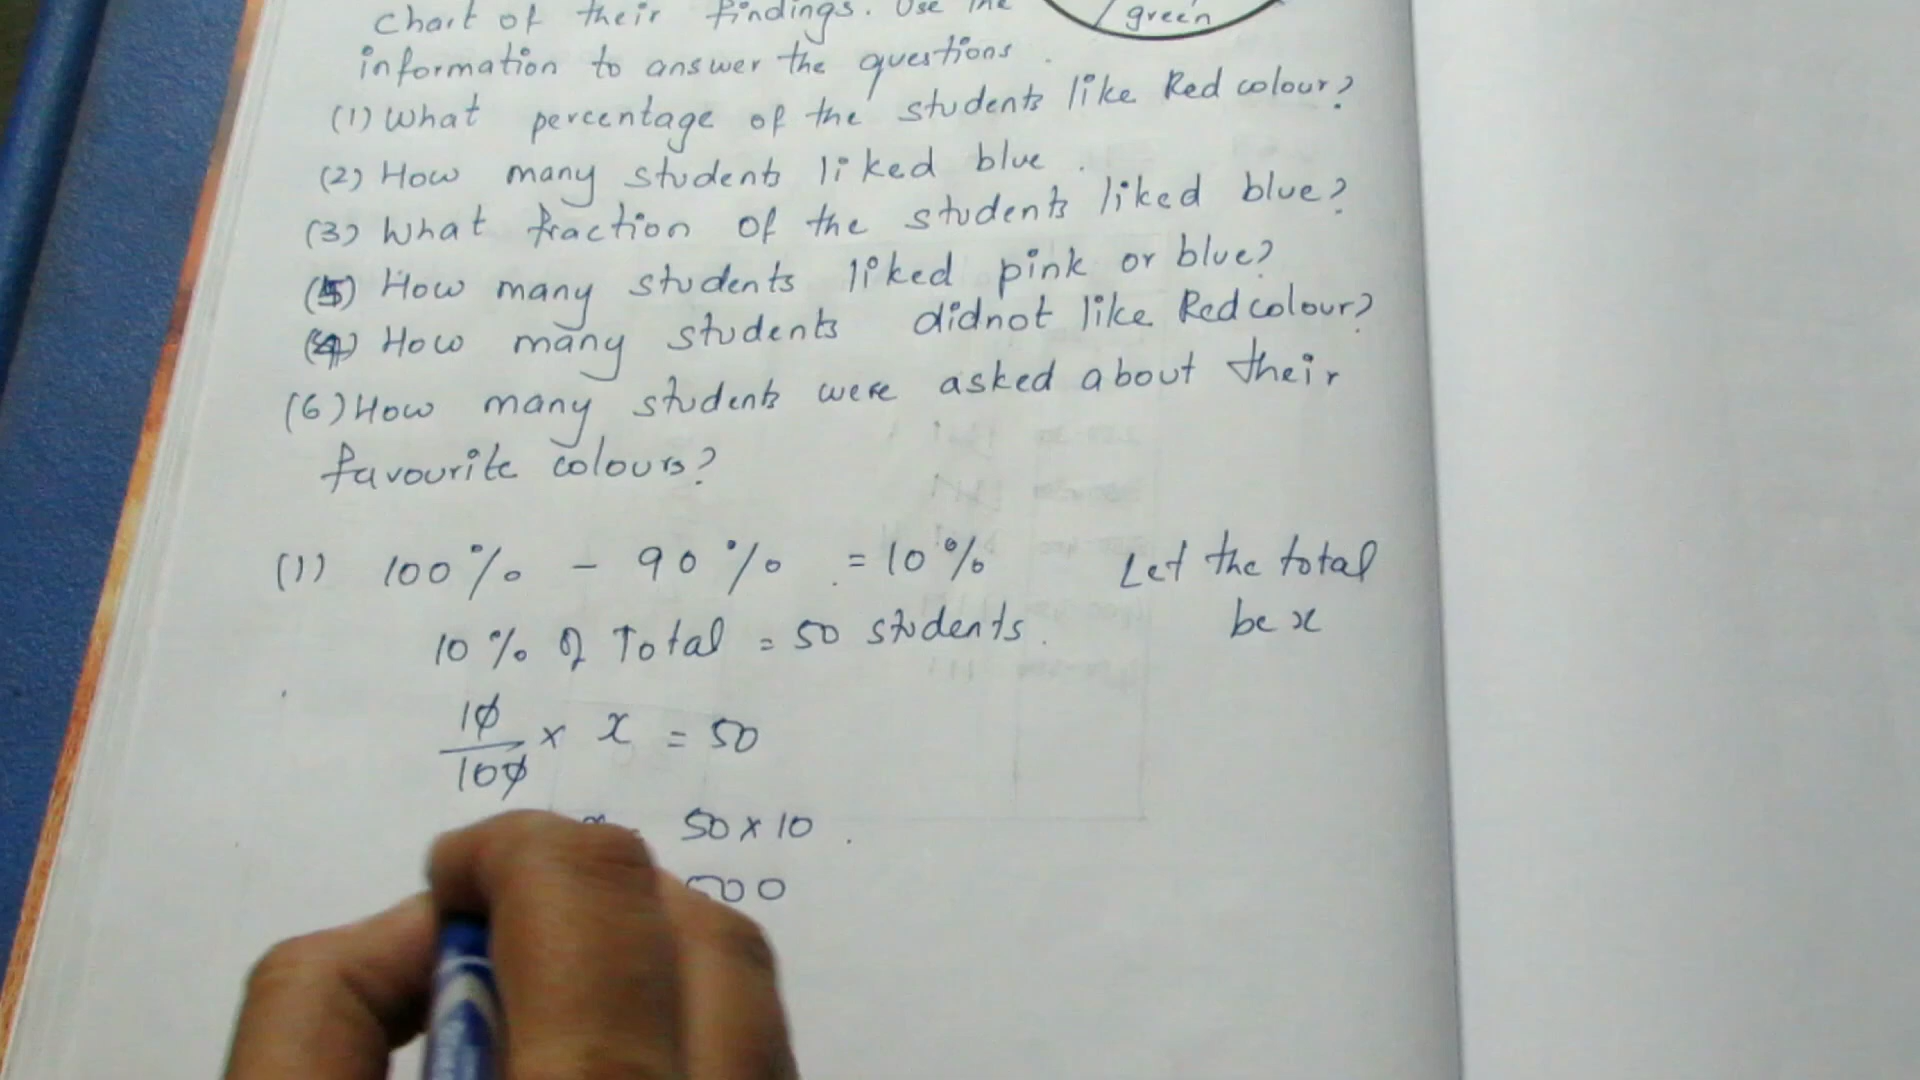 chart of their findings. Use the
green
information to answer the questions.
(1) What percentage of the students like Red colour?
(2) How many students liked blue.
(3) What fraction of the students liked blue?
(5) How many students liked pink or blue?
(4) How many students didnot like Red colour?
(6) How many students were asked about their
favourite colours?
(1) 100% - 90% = 10% Let the total
be x
10% of Total = 50 students.
10/100 x x = 50
50 x 10
500